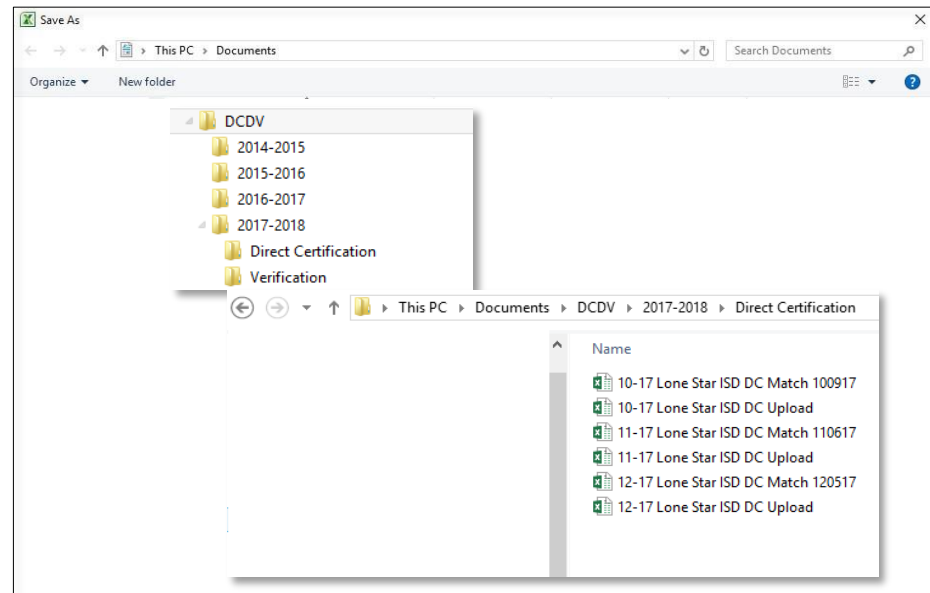 Save As
This PC > Documents
Search Documents
Organize
New folder
DCDV
2014-2015
2015-2016
2016-2017
2017-2018
Direct Certification
Verification
This PC Documents DCDV 2017-2018 Direct Certification
Name
10-17 Lone Star ISD DC Match 100917
10-17 Lone Star ISD DC Upload
11-17 Lone Star ISD DC Match 110617
11-17 Lone Star ISD DC Upload
12-17 Lone Star ISD DC Match 120517
12-17 Lone Star ISD DC Upload